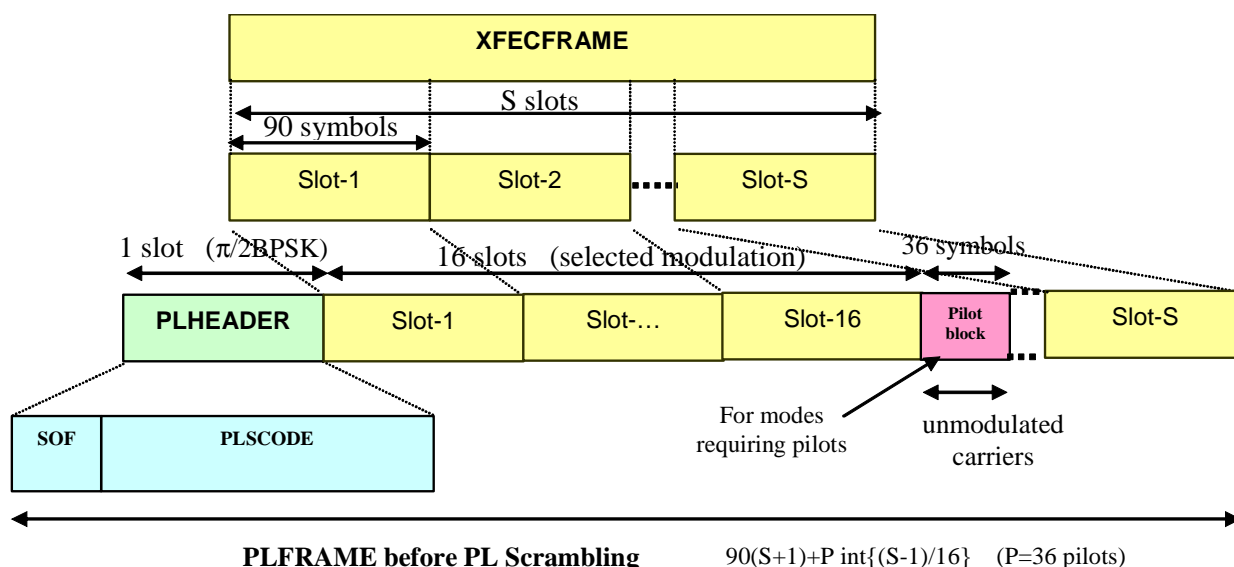 XFECFRAME
S slots
90 symbols
Slot-1 Slot-2 Slot-S
1 slot (π/2BPSK) 16 slots (selected modulation) 36 symbols
PLHEADER Slot-1 Slot-… Slot-16 Pilot block Slot-S
For modes requiring pilots
unmodulated carriers
SOF PLSCODE
PLFRAME before PL Scrambling 90(S+1)+P int{(S-1)/16} (P=36 pilots)